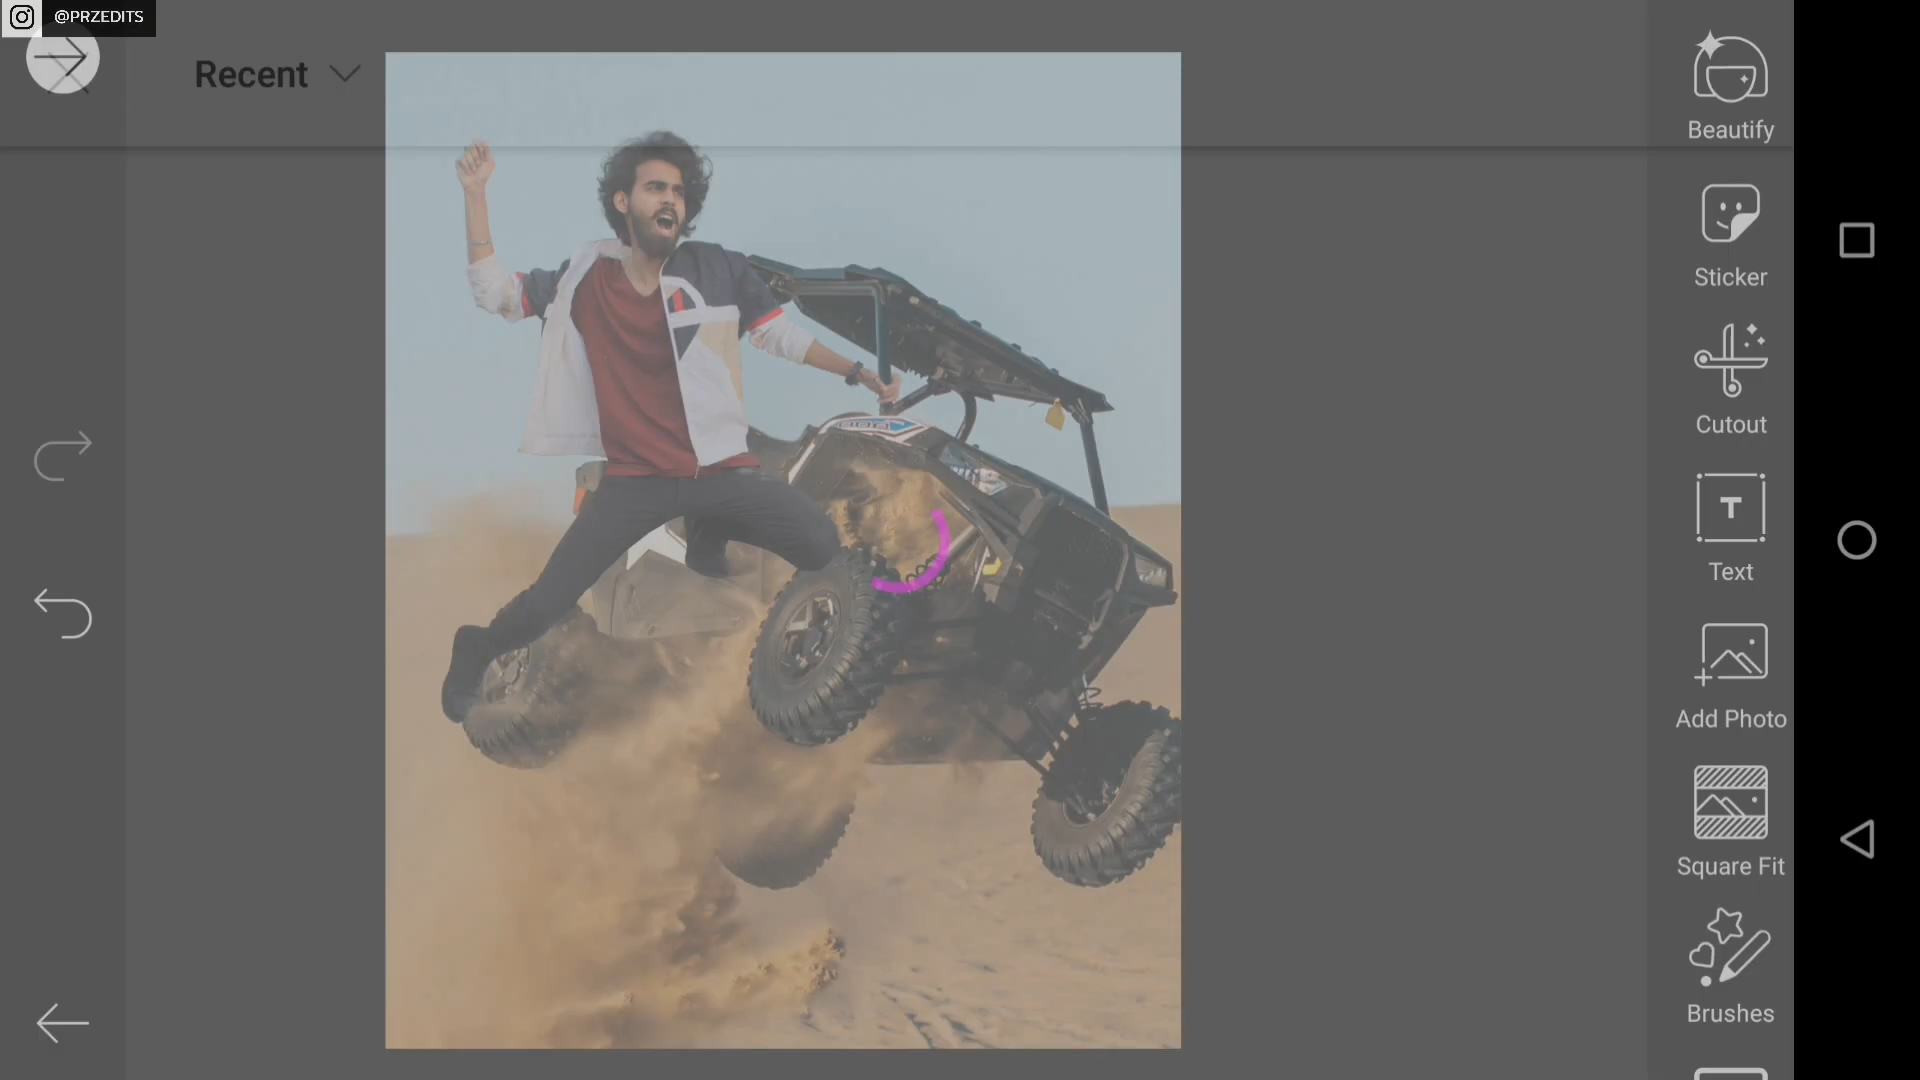 @PRZEDITS
Recent
Beautify
Sticker
Cutout
T
Text
Add Photo
Square Fit
Brushes